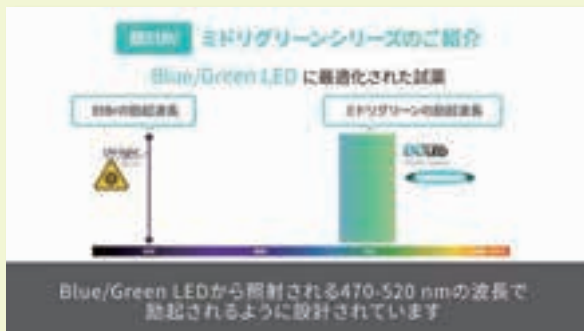 ミドリグリーンシリーズのご紹介
Blue/Green LED に最適化された試薬
EtBrの励起波長
ミドリグリーンの励起波長
UV light
LED
Blue/Green LEDから照射される470-520 nmの波長で
励起されるように設計されています